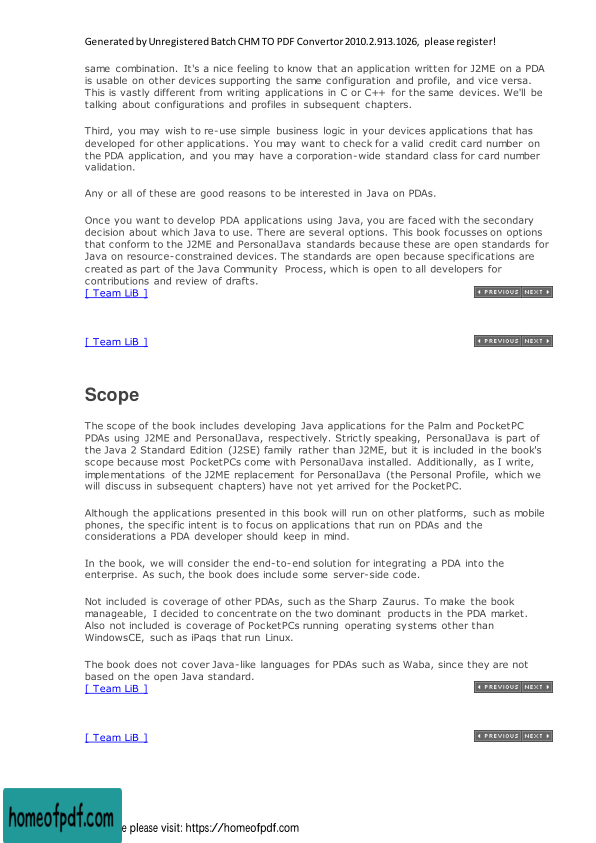 Generated by Unregistered Batch CHM TO PDF Convertor 2010.2.913.1026, please register!
same combination. It's a nice feeling to know that an application written for J2ME on a PDA
is usable on other devices supporting the same configuration and profile, and vice versa.
This is vastly different from writing applications in C or C++ for the same devices. We'll be
talking about configurations and profiles in subsequent chapters.
Third, you may wish to re-use simple business logic in your devices applications that has
developed for other applications. You may want to check for a valid credit card number on
the PDA application, and you may have a corporation-wide standard class for card number
validation.
Any or all of these are good reasons to be interested in Java on PDAs.
Once you want to develop PDA applications using Java, you are faced with the secondary
decision about which Java to use. There are several options. This book focusses on options
that conform to the J2ME and PersonalJava standards because these are open standards for
Java on resource-constrained devices. The standards are open because specifications are
created as part of the Java Community Process, which is open to all developers for
contributions and review of drafts.
[ Team LiB ] PREVIOUS NEXT
[ Team LiB ] PREVIOUS NEXT
Scope
The scope of the book includes developing Java applications for the Palm and PocketPC
PDAs using J2ME and PersonalJava, respectively. Strictly speaking, PersonalJava is part of
the Java 2 Standard Edition (J2SE) family rather than J2ME, but it is included in the book's
scope because most PocketPCs come with PersonalJava installed. Additionally, as I write,
implementations of the J2ME replacement for PersonalJava (the Personal Profile, which we
will discuss in subsequent chapters) have not yet arrived for the PocketPC.
Although the applications presented in this book will run on other platforms, such as mobile
phones, the specific intent is to focus on applications that run on PDAs and the
considerations a PDA developer should keep in mind.
In the book, we will consider the end-to-end solution for integrating a PDA into the
enterprise. As such, the book does include some server-side code.
Not included is coverage of other PDAs, such as the Sharp Zaurus. To make the book
manageable, I decided to concentrate on the two dominant products in the PDA market.
Also not included is coverage of PocketPCs running operating systems other than
WindowsCE, such as iPaqs that run Linux.
The book does not cover Java-like languages for PDAs such as Waba, since they are not
based on the open Java standard.
[ Team LiB ] PREVIOUS NEXT
[ Team LiB ] PREVIOUS NEXT
homeofpdf.com
e please visit: https://homeofpdf.com